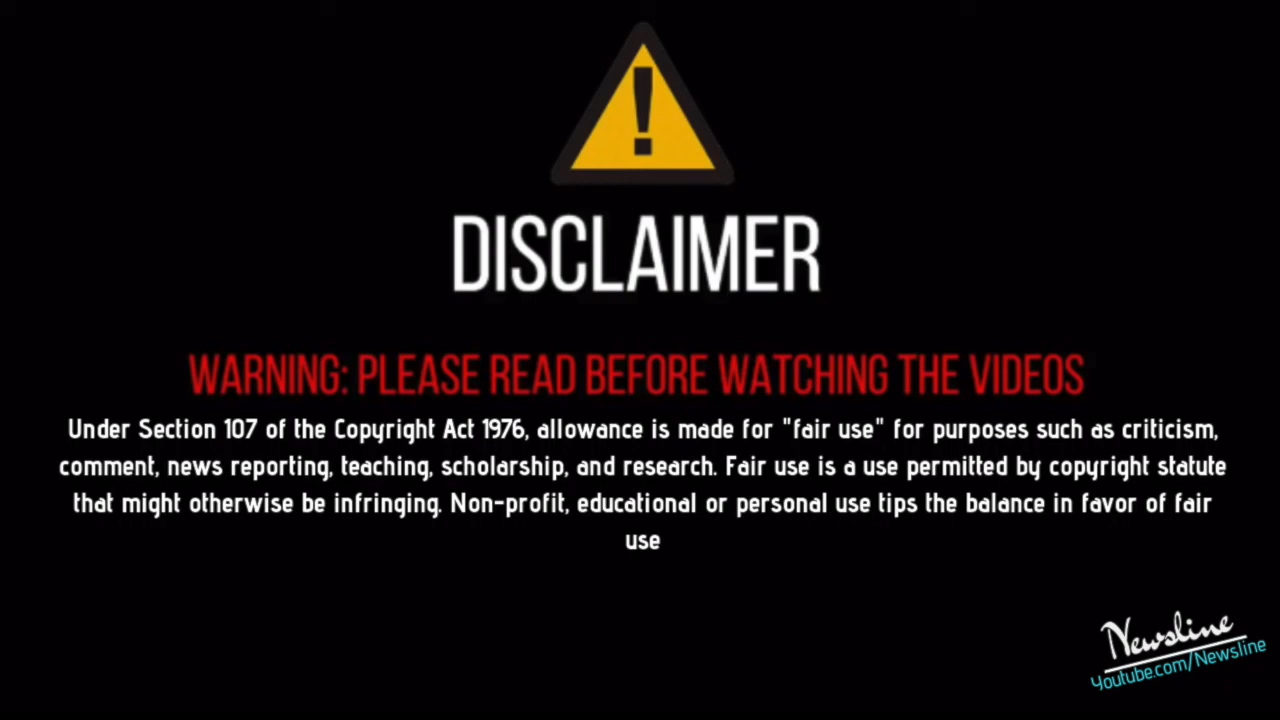 !
DISCLAIMER
WARNING: PLEASE READ BEFORE WATCHING THE VIDEOS
Under Section 107 of the Copyright Act 1976, allowance is made for "fair use" for purposes such as criticism,
comment, news reporting, teaching, scholarship, and research. Fair use is a use permitted by copyright statute
that might otherwise be infringing. Non-profit, educational or personal use tips the balance in favor of fair
use
Newsline
Youtube.com/Newsline